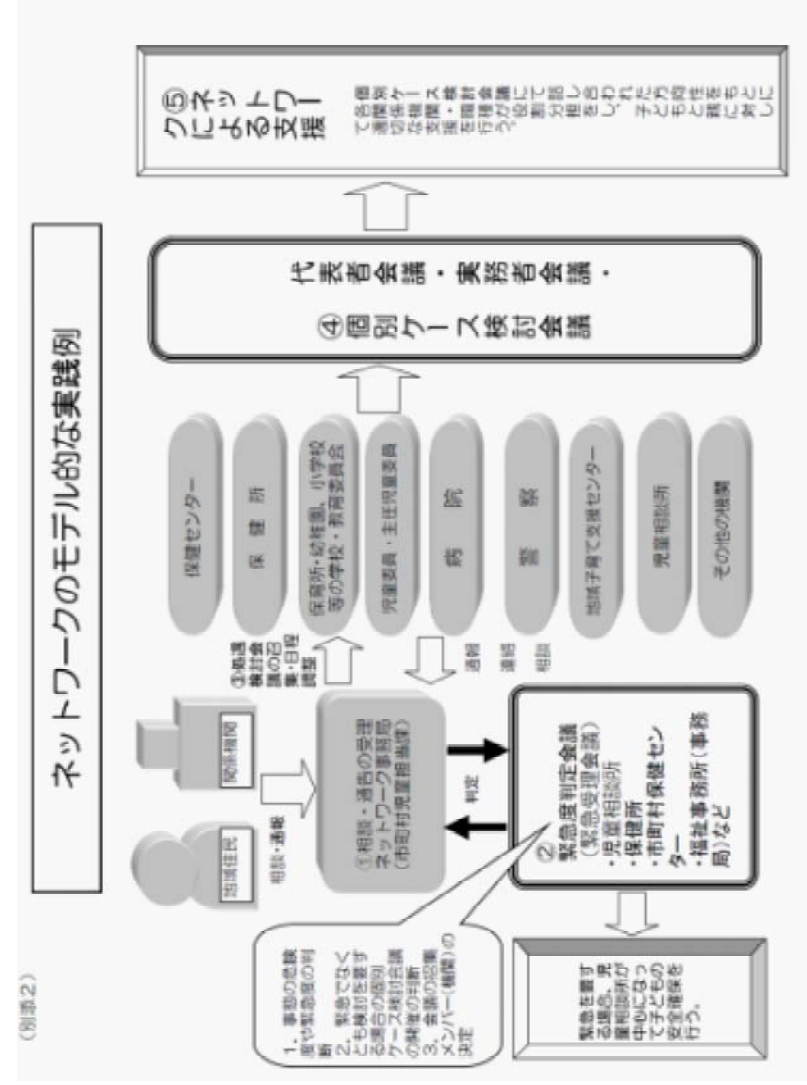 (別添2)
ネットワークのモデル的な実践例
地域住民
関係機関
相談・通報
①相談・通告の受理
ネットワーク事務局
(市町村児童担当課)
判定
②
緊急度判定会議
(緊急受理会議)
・児童相談所
・保健所
・市町村保健セン
ター
・福祉事務所(事務
局)など
1.事態の危険
度や緊急度の判
断
2.緊急でなく
とも検討を要す
る場合の個別
ケース検討会議
の開催の判断
3.会議の招集
メンバー(機関)の
決定
緊急を要す
る場合、児
童相談所が
中心になっ
て子どもの
安全確保を
行う。
③処遇
検討会
議の召
集・日程
調整
通報
連絡
相談
保健センター
保健所
保育所・幼稚園、小学校
等の学校・教育委員会
児童委員・主任児童委員
病院
警察
地域子育て支援センター
児童相談所
その他の機関
代表者会議・実務者会議・
④個別ケース検討会議
⑤ネットワー
クによる支援
個別ケース検討会議にて話し合われた方向性をもとに
各関係機関・職種が役割分担をし、子どもと親に対し
て適切な支援を行う。